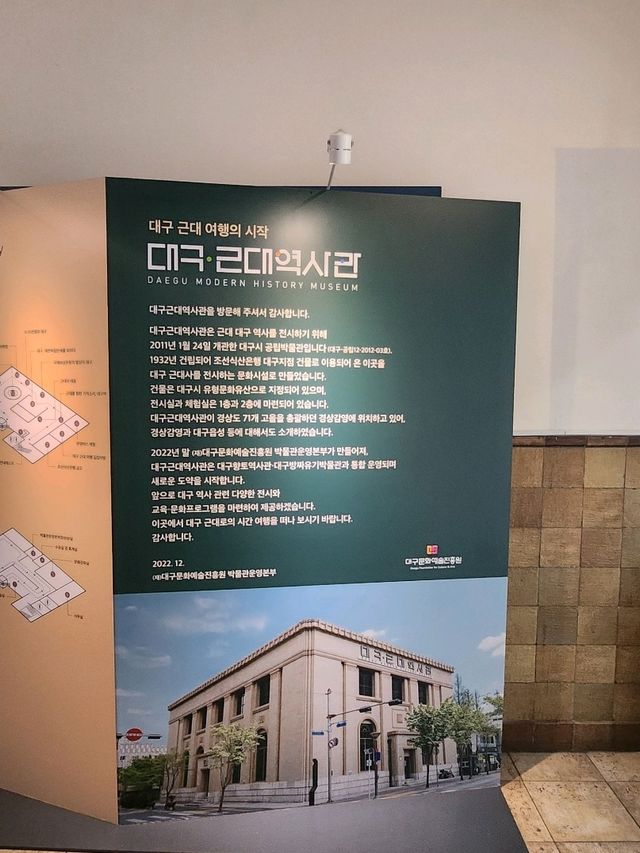 대구 근대 여행의 시작
대구·근대역사관
DAEGU MODERN HISTORY MUSEUM
대구근대역사관을 방문해 주셔서 감사합니다.
대구근대역사관은 근대 대구 역사를 전시하기 위해
2011년 1월 24일 개관한 대구시 공립박물관입니다 (대구-공립12-2012-03호).
1932년 건립되어 조선식산은행 대구지점 건물로 이용되어 온 이곳을
대구 근대사를 전시하는 문화시설로 만들었습니다.
건물은 대구시 유형문화유산으로 지정되어 있으며,
전시실과 체험실은 1층과 2층에 마련되어 있습니다.
대구근대역사관이 경상도 71개 고을을 총괄하던 경상감영에 위치하고 있어,
경상감영과 대구읍성 등에 대해서도 소개하였습니다.
2022년 말 (재)대구문화예술진흥원 박물관운영본부가 만들어져,
대구근대역사관은 대구향토역사관·대구방짜유기박물관과 통합 운영되며
새로운 도약을 시작합니다.
앞으로 대구 역사 관련 다양한 전시와
교육·문화프로그램을 마련하여 제공하겠습니다.
이곳에서 대구 근대로의 시간 여행을 떠나 보시기 바랍니다.
감사합니다.
2022. 12.
(재)대구문화예술진흥원 박물관운영본부
대구문화예술진흥원
Daegu Foundation for Culture & Arts
대구근대역사관